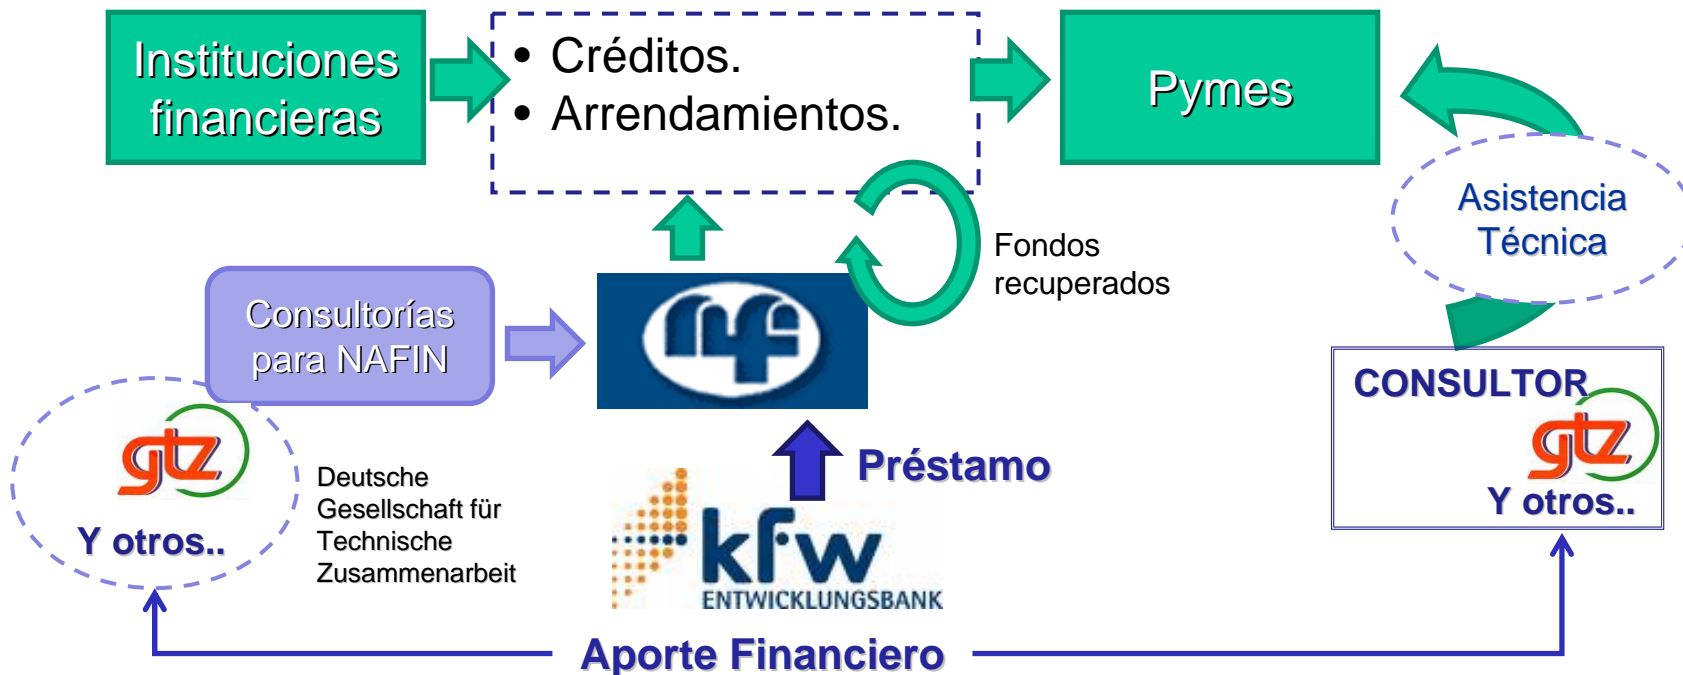 Instituciones
financieras
• Créditos.
• Arrendamientos.
Pymes
Asistencia
Técnica
Fondos
recuperados
Consultorías
para NAFIN
nf
CONSULTOR
gtz
Y otros..
gtz
Y otros..
Deutsche
Gesellschaft für
Technische
Zusammenarbeit
Préstamo
kfw
ENTWICKLUNGSBANK
Aporte Financiero